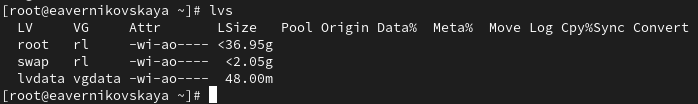 [root@eavernikovskaya ~]# lvs
  LV     VG     Attr       LSize   Pool Origin Data%  Meta%  Move Log Cpy%Sync Convert
  root   rl     -wi-ao---- <36.95g
  swap   rl     -wi-ao----  <2.05g
  lvdata vgdata -wi-ao----  48.00m
[root@eavernikovskaya ~]#